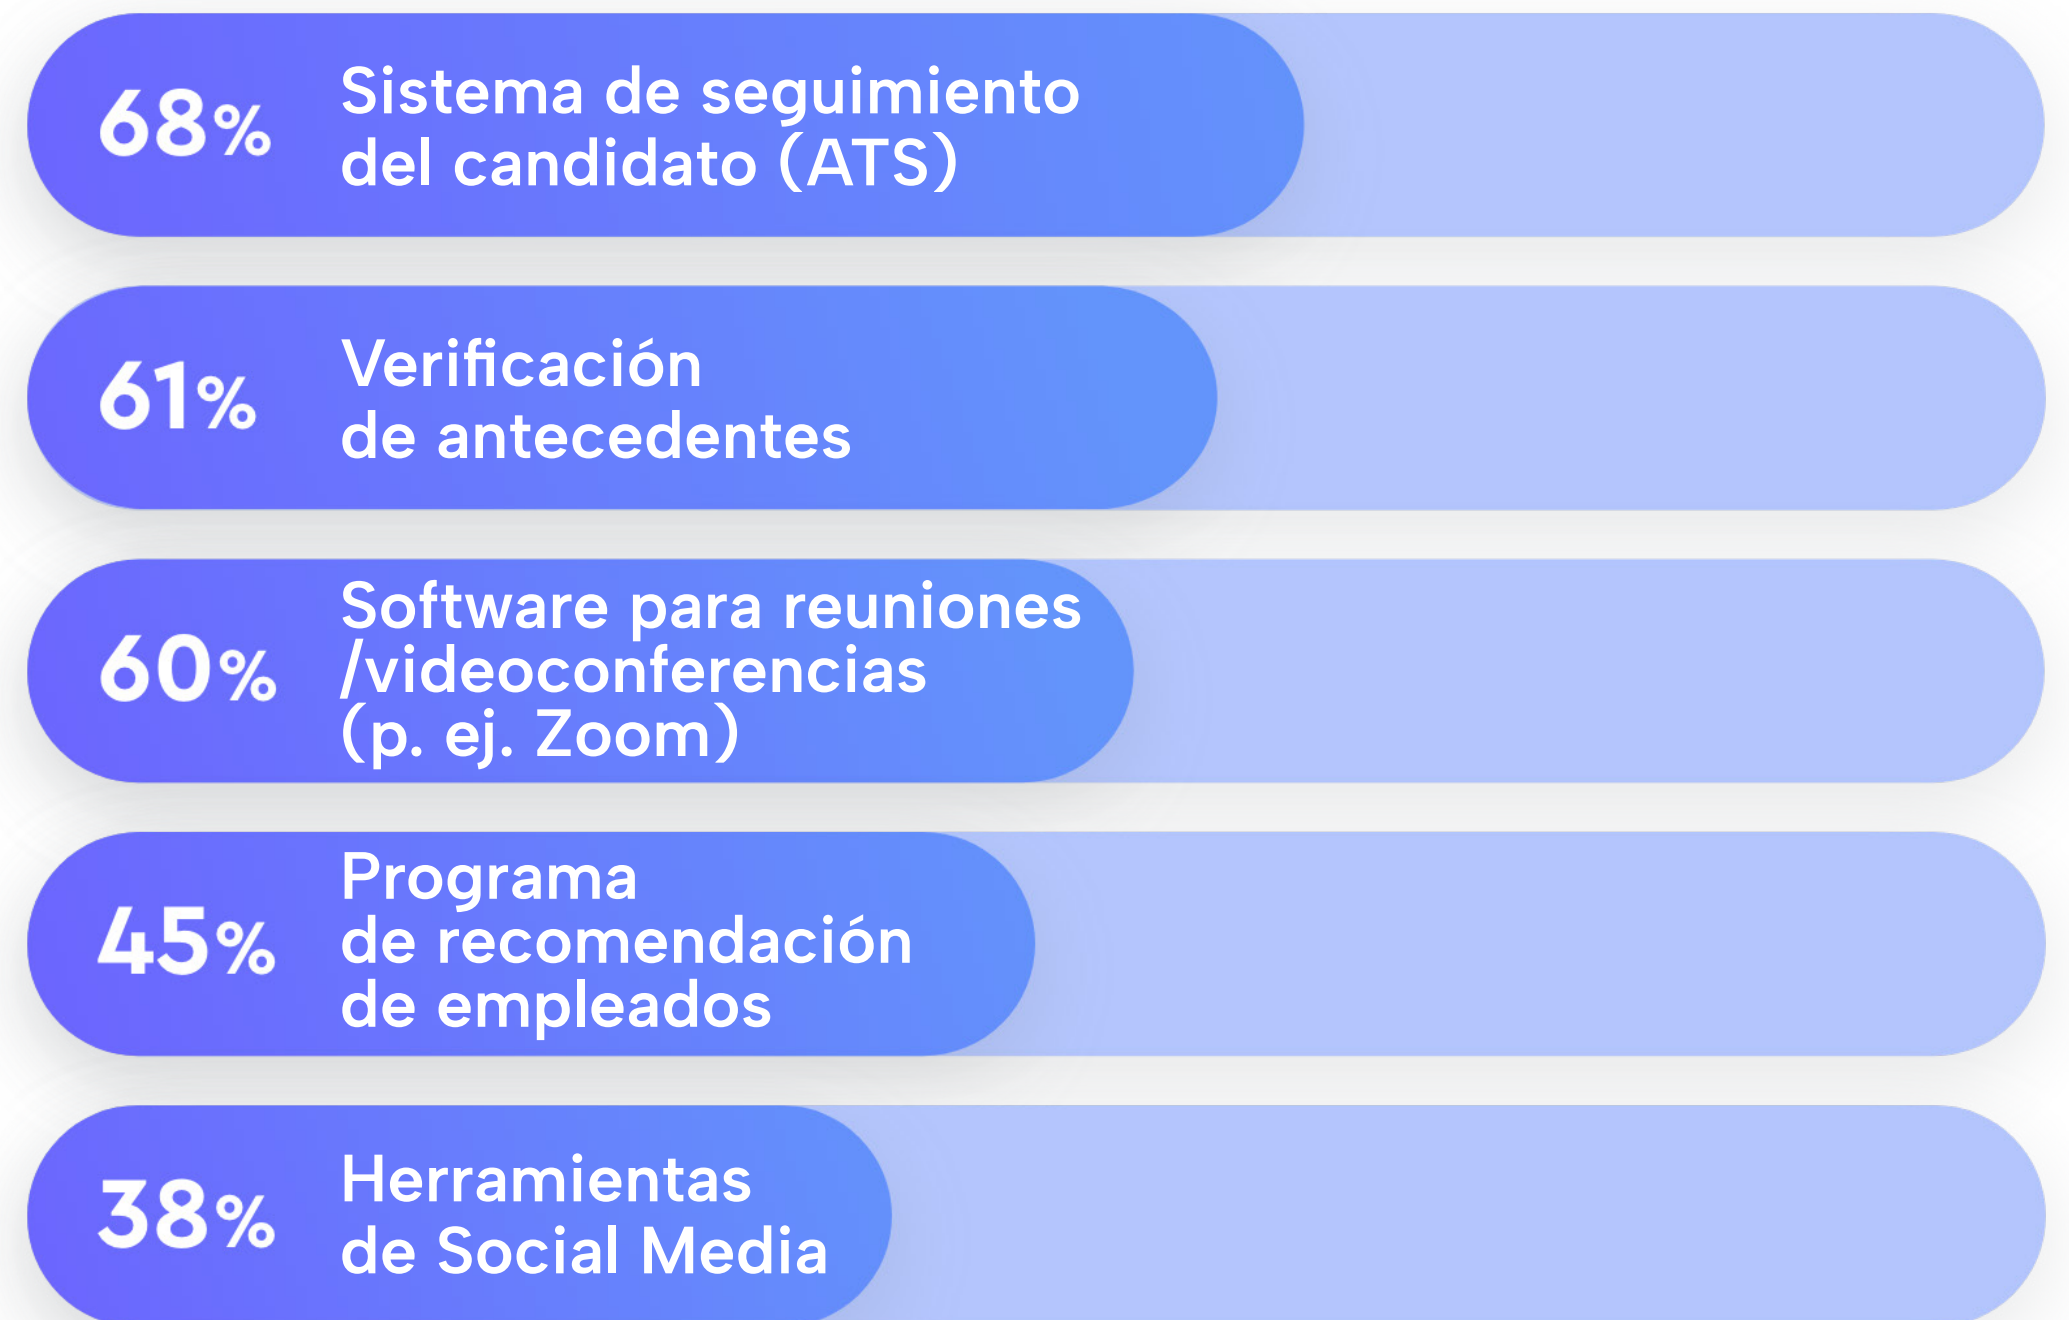 68%
Sistema de seguimiento
del candidato (ATS)
61%
Verificación
de antecedentes
60%
Software para reuniones
/videoconferencias
(p. ej. Zoom)
45%
Programa
de recomendación
de empleados
38%
Herramientas
de Social Media